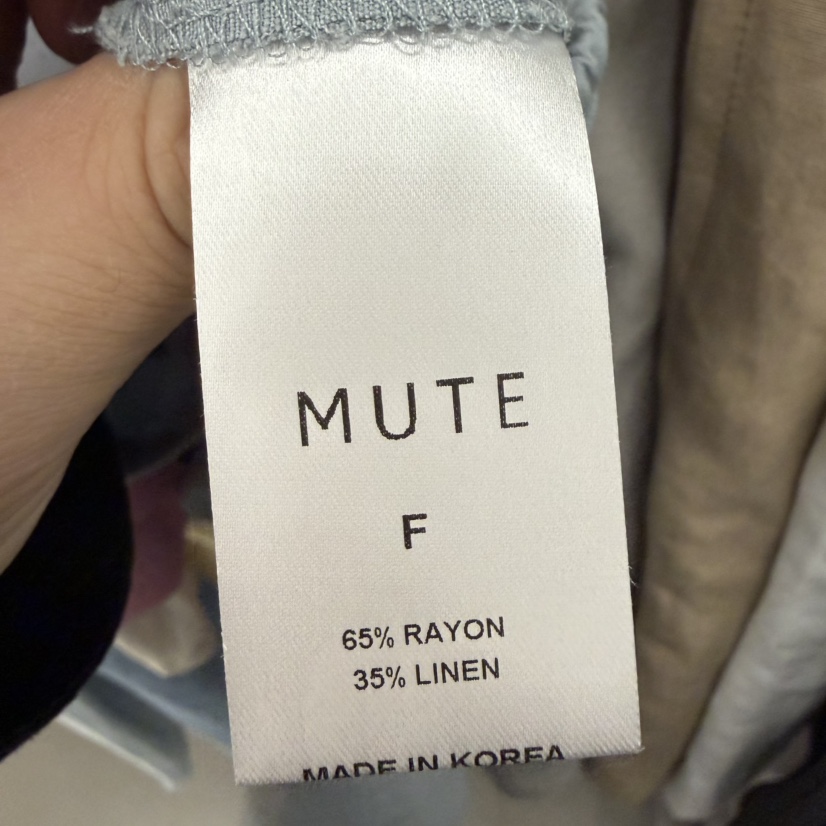 MUTE
F
65% RAYON
35% LINEN
MADE IN KOREA